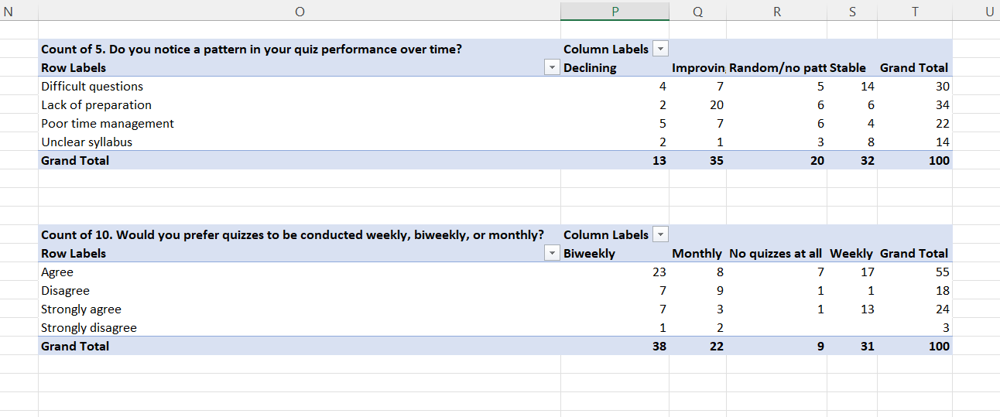 N O P Q R S T U
Count of 5. Do you notice a pattern in your quiz performance over time? Column Labels
Row Labels Declining Improvin Random/no patt Stable Grand Total
Difficult questions 4 7 5 14 30
Lack of preparation 2 20 6 6 34
Poor time management 5 7 6 4 22
Unclear syllabus 2 1 3 8 14
Grand Total 13 35 20 32 100
Count of 10. Would you prefer quizzes to be conducted weekly, biweekly, or monthly? Column Labels
Row Labels Biweekly Monthly No quizzes at all Weekly Grand Total
Agree 23 8 7 17 55
Disagree 7 9 1 1 18
Strongly agree 7 3 1 13 24
Strongly disagree 1 2 3
Grand Total 38 22 9 31 100